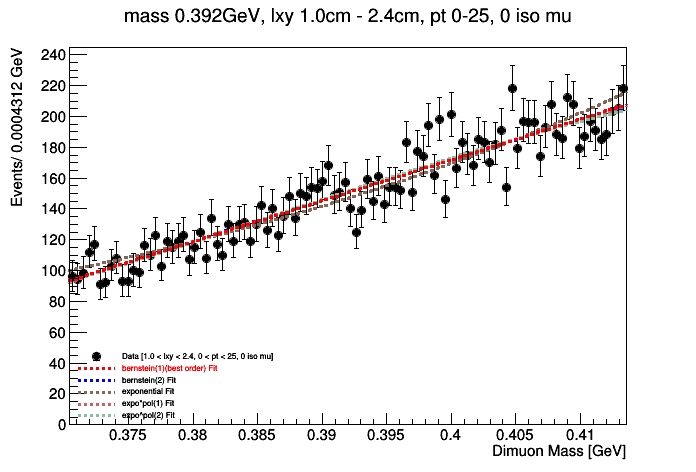 mass 0.392GeV, lxy 1.0cm - 2.4cm, pt 0-25, 0 iso mu
Events/ 0.0004312 GeV
240
220
200
180
160
140
120
100
80
60
40
20
0
Data [1.0 < lxy < 2.4, 0 < pt < 25, 0 iso mu]
bernstein(1)(best order) Fit
bernstein(2) Fit
exponential Fit
expo*pol(1) Fit
expo*pol(2) Fit
0.375 0.38 0.385 0.39 0.395 0.4 0.405 0.41
Dimuon Mass [GeV]